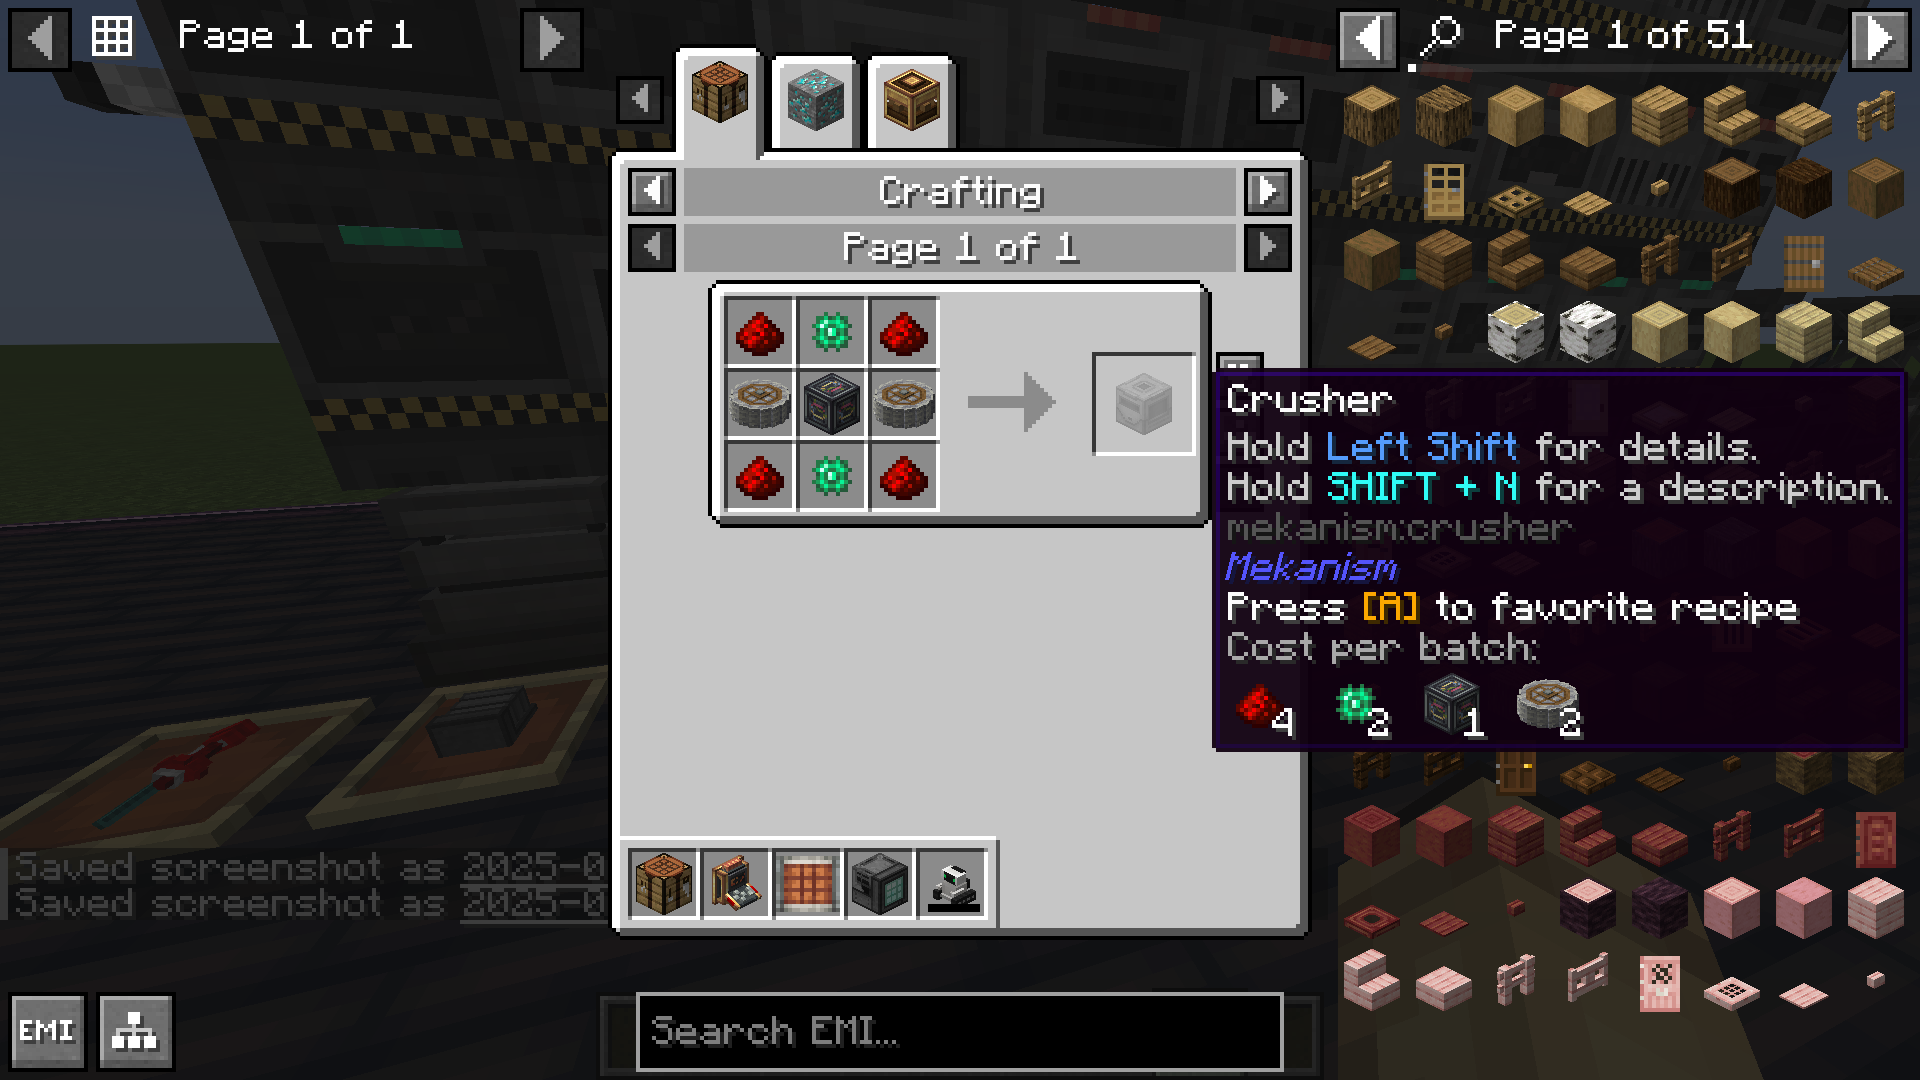 Page 1 of 1
Page 1 of 51
Crafting
Page 1 of 1
Crusher
Hold Left Shift for details.
Hold SHIFT + N for a description.
mekanism:crusher
Mekanism
Press [A] to favorite recipe
Cost per batch:
4 2 1 2
Saved screenshot as 2025-0
Saved screenshot as 2025-0
EMI
Search EMI...